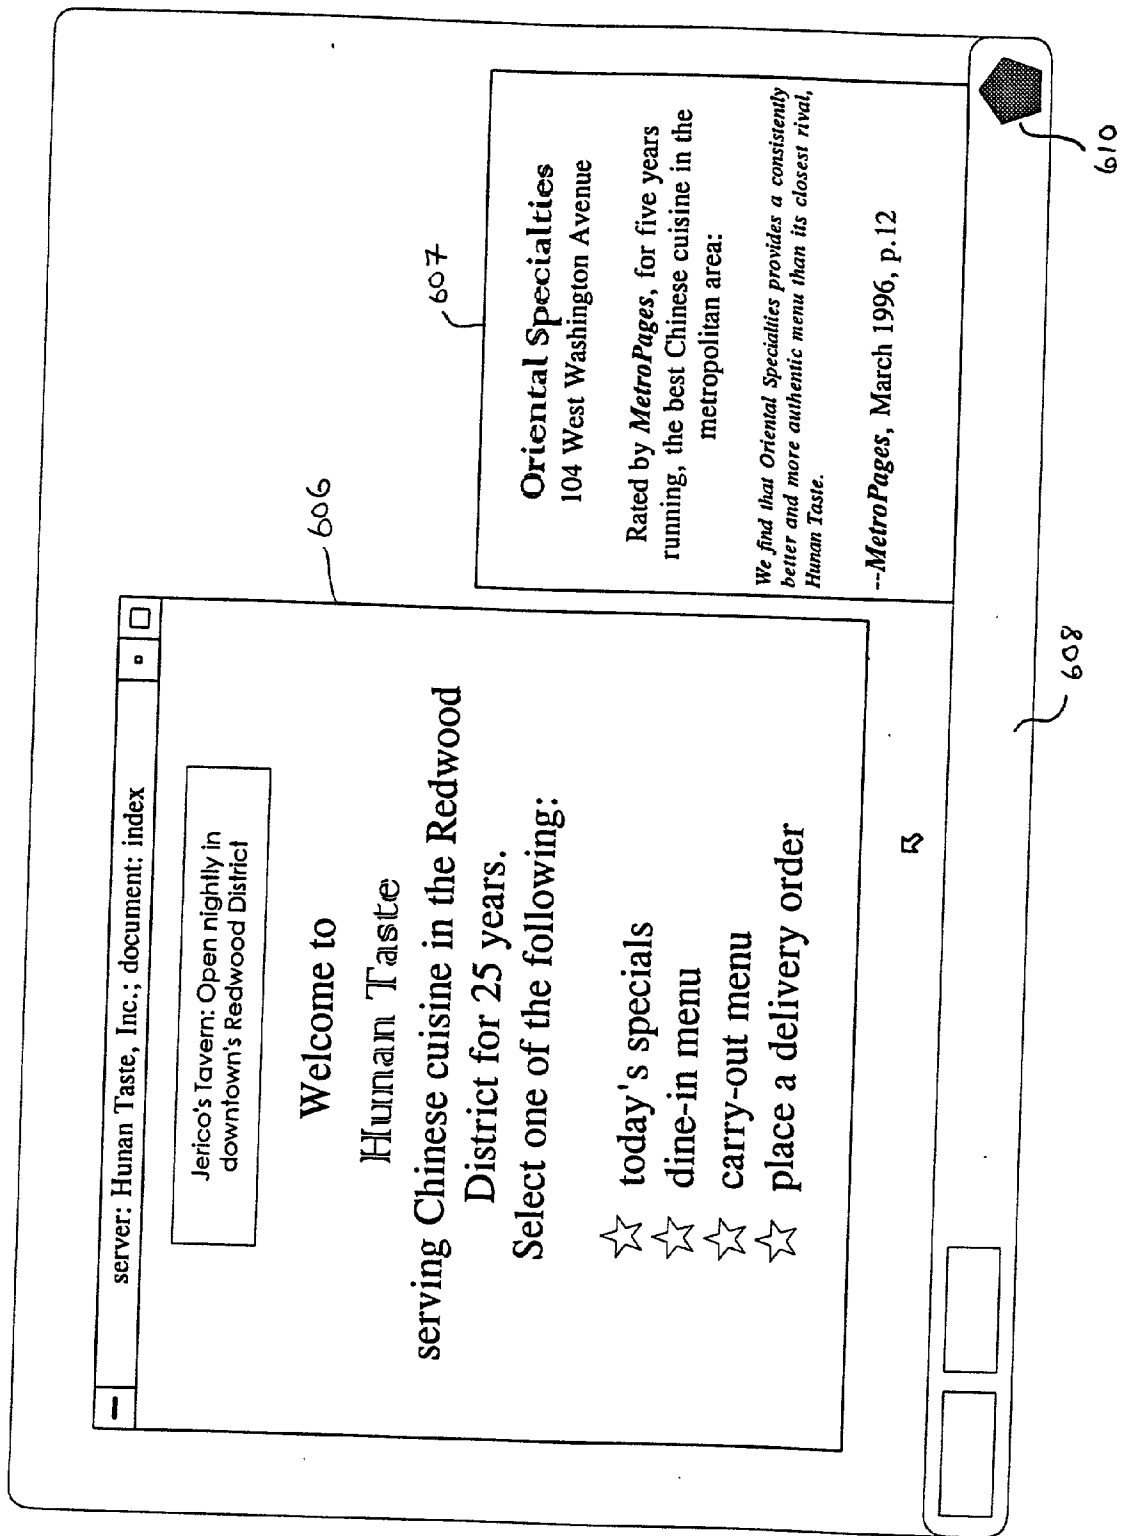 server: Hunan Taste, Inc.; document: index
Jerico's Tavern: Open nightly in
downtown's Redwood District
Welcome to
Hunan Taste
serving Chinese cuisine in the Redwood
District for 25 years.
Select one of the following:
today's specials
dine-in menu
carry-out menu
place a delivery order
606
607
Oriental Specialties
104 West Washington Avenue
Rated by MetroPages, for five years
running, the best Chinese cuisine in the
metropolitan area:
We find that Oriental Specialties provides a consistently
better and more authentic menu than its closest rival,
Hunan Taste.
--MetroPages, March 1996, p.12
608
610